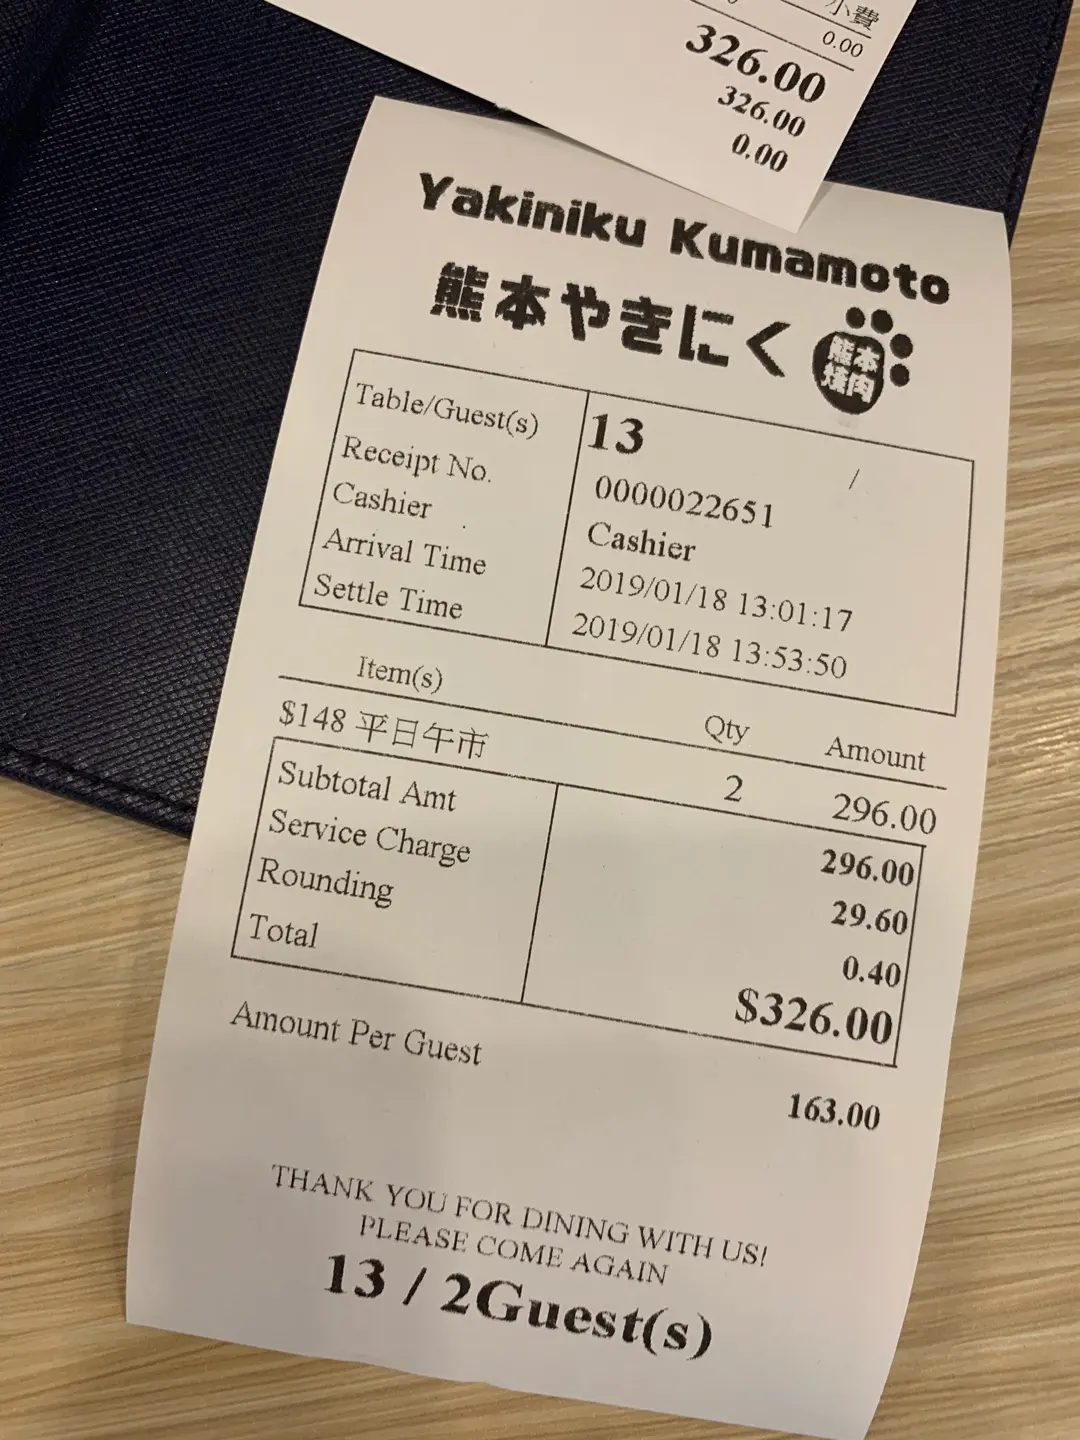 小費
0.00
326.00
326.00
0.00
Yakiniku Kumamoto
熊本やきにく 熊本
焼肉
Table/Guest(s) 13 /
Receipt No. 0000022651
Cashier Cashier
Arrival Time 2019/01/18 13:01:17
Settle Time 2019/01/18 13:53:50
Item(s) Qty Amount
$148 平日午市 2 296.00
Subtotal Amt 296.00
Service Charge 29.60
Rounding 0.40
Total $326.00
Amount Per Guest 163.00
THANK YOU FOR DINING WITH US!
PLEASE COME AGAIN
13 / 2Guest(s)